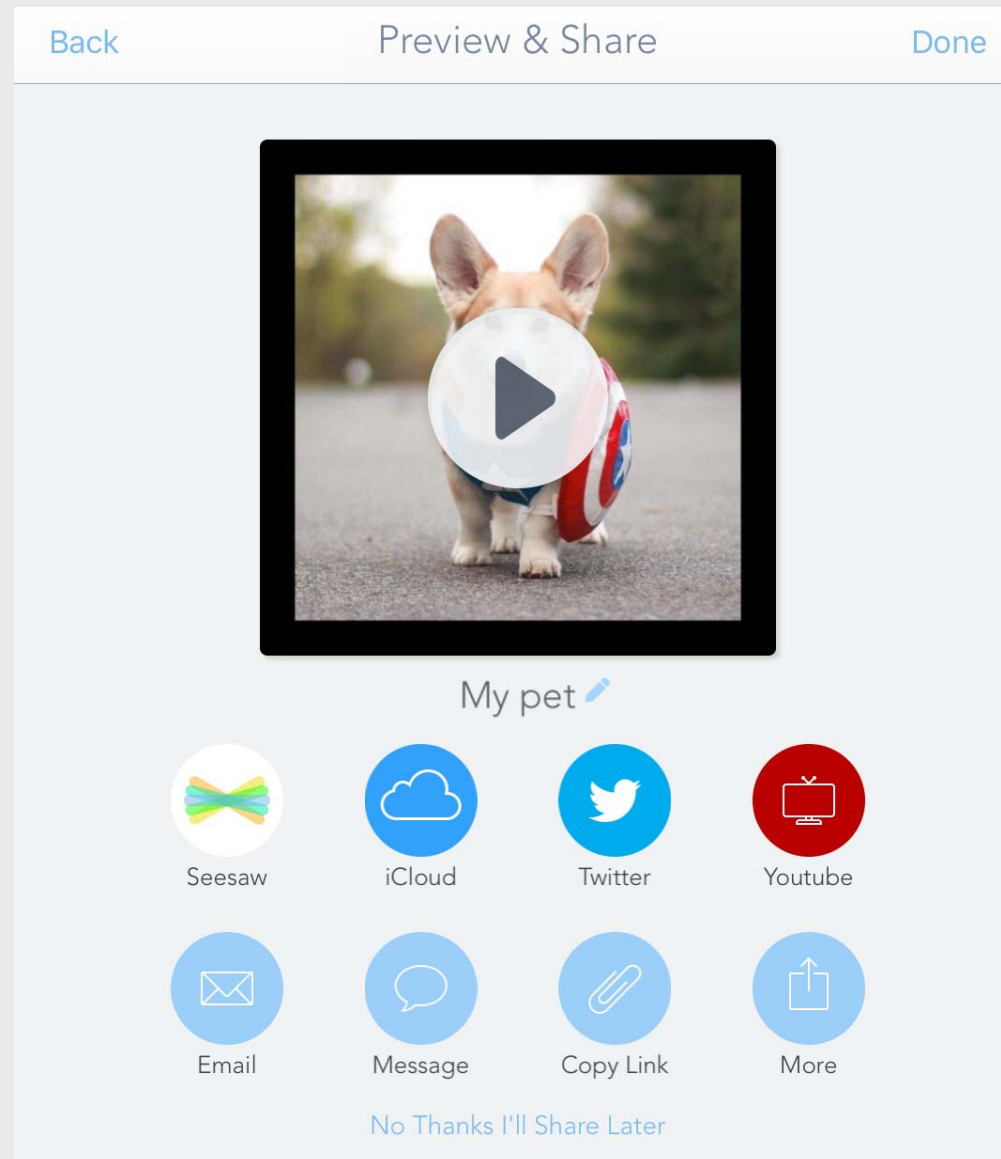 Back Preview & Share Done
My pet
Seesaw iCloud Twitter Youtube
Email Message Copy Link More
No Thanks I'll Share Later